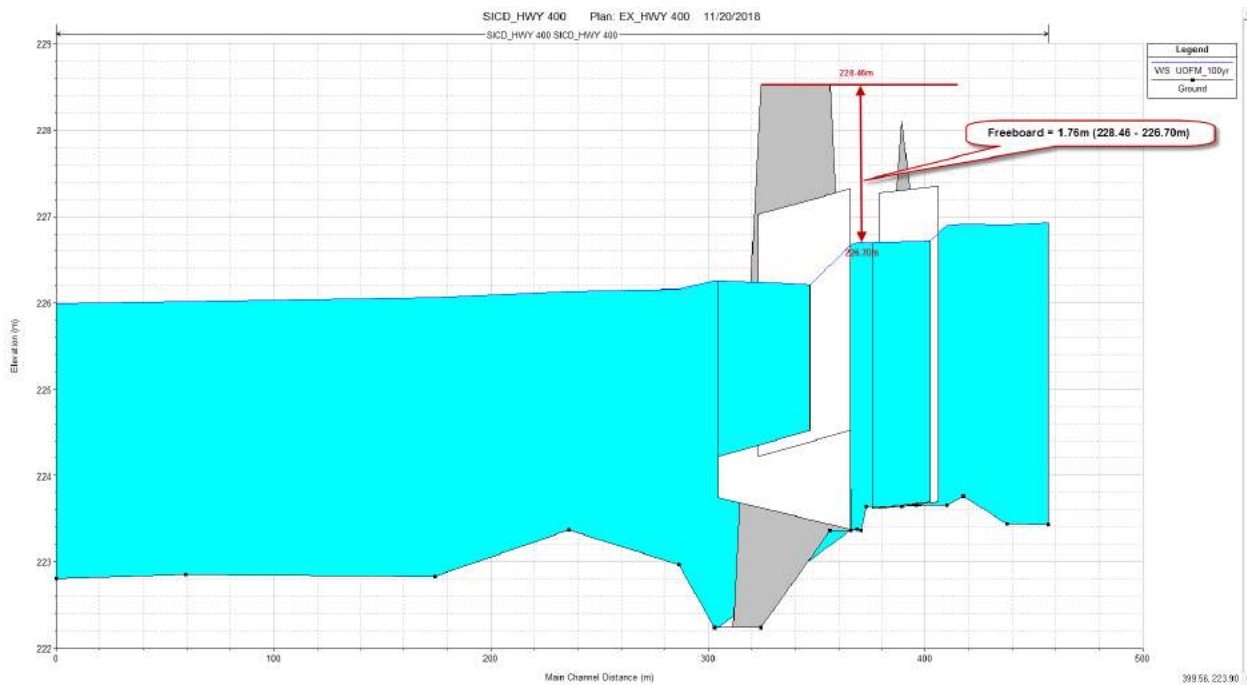 SICD_HWY 400 Plan: EX_HWY 400 11/20/2018
SICD_HWY 400 SICD_HWY 400
Legend
WS UOFM_100yr
Ground
228.46m
Freeboard = 1.76m (228.46 - 226.70m)
226.70m
229
228
227
226
225
224
223
222
Elevation (m)
0
100
200
300
400
500
Main Channel Distance (m)
399.56, 223.90